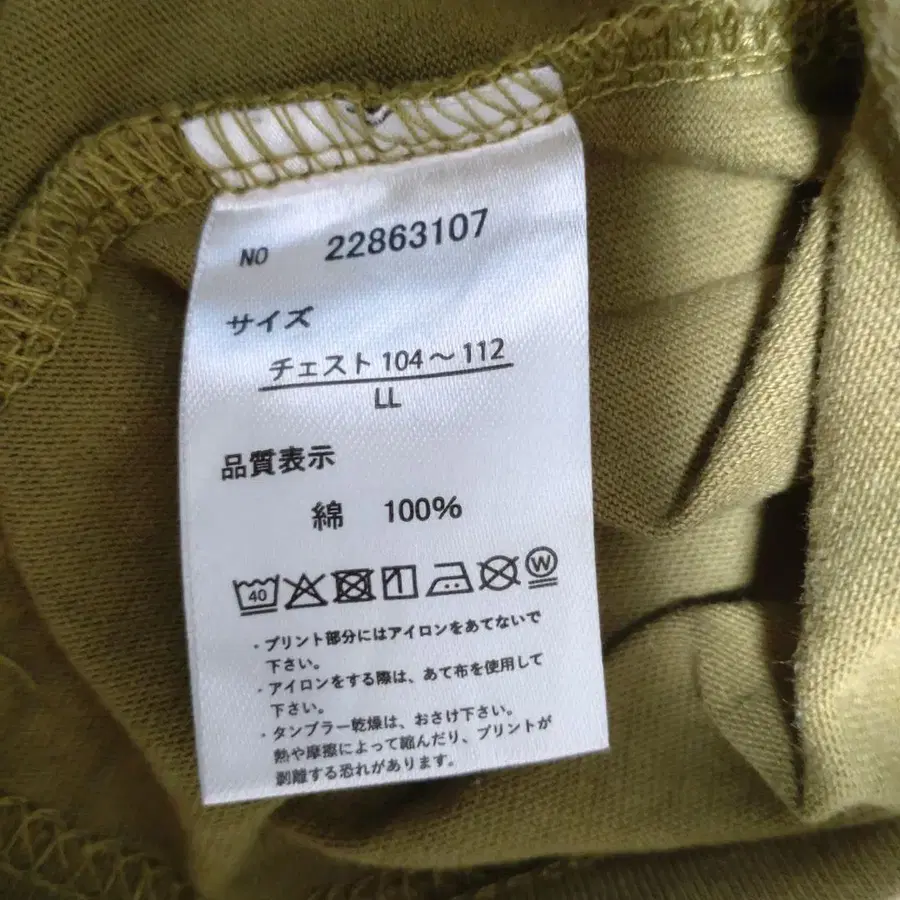 NO 22863107
サイズ
チェスト 104～112
LL
品質表示
綿 100%
40 W
・プリント部分にはアイロンをあてないで
下さい。
・アイロンをする際は、あて布を使用して
下さい。
・タンブラー乾燥は、おさけ下さい。
熱や摩擦によって縮んだり、プリントが
剥離する恐れがあります。